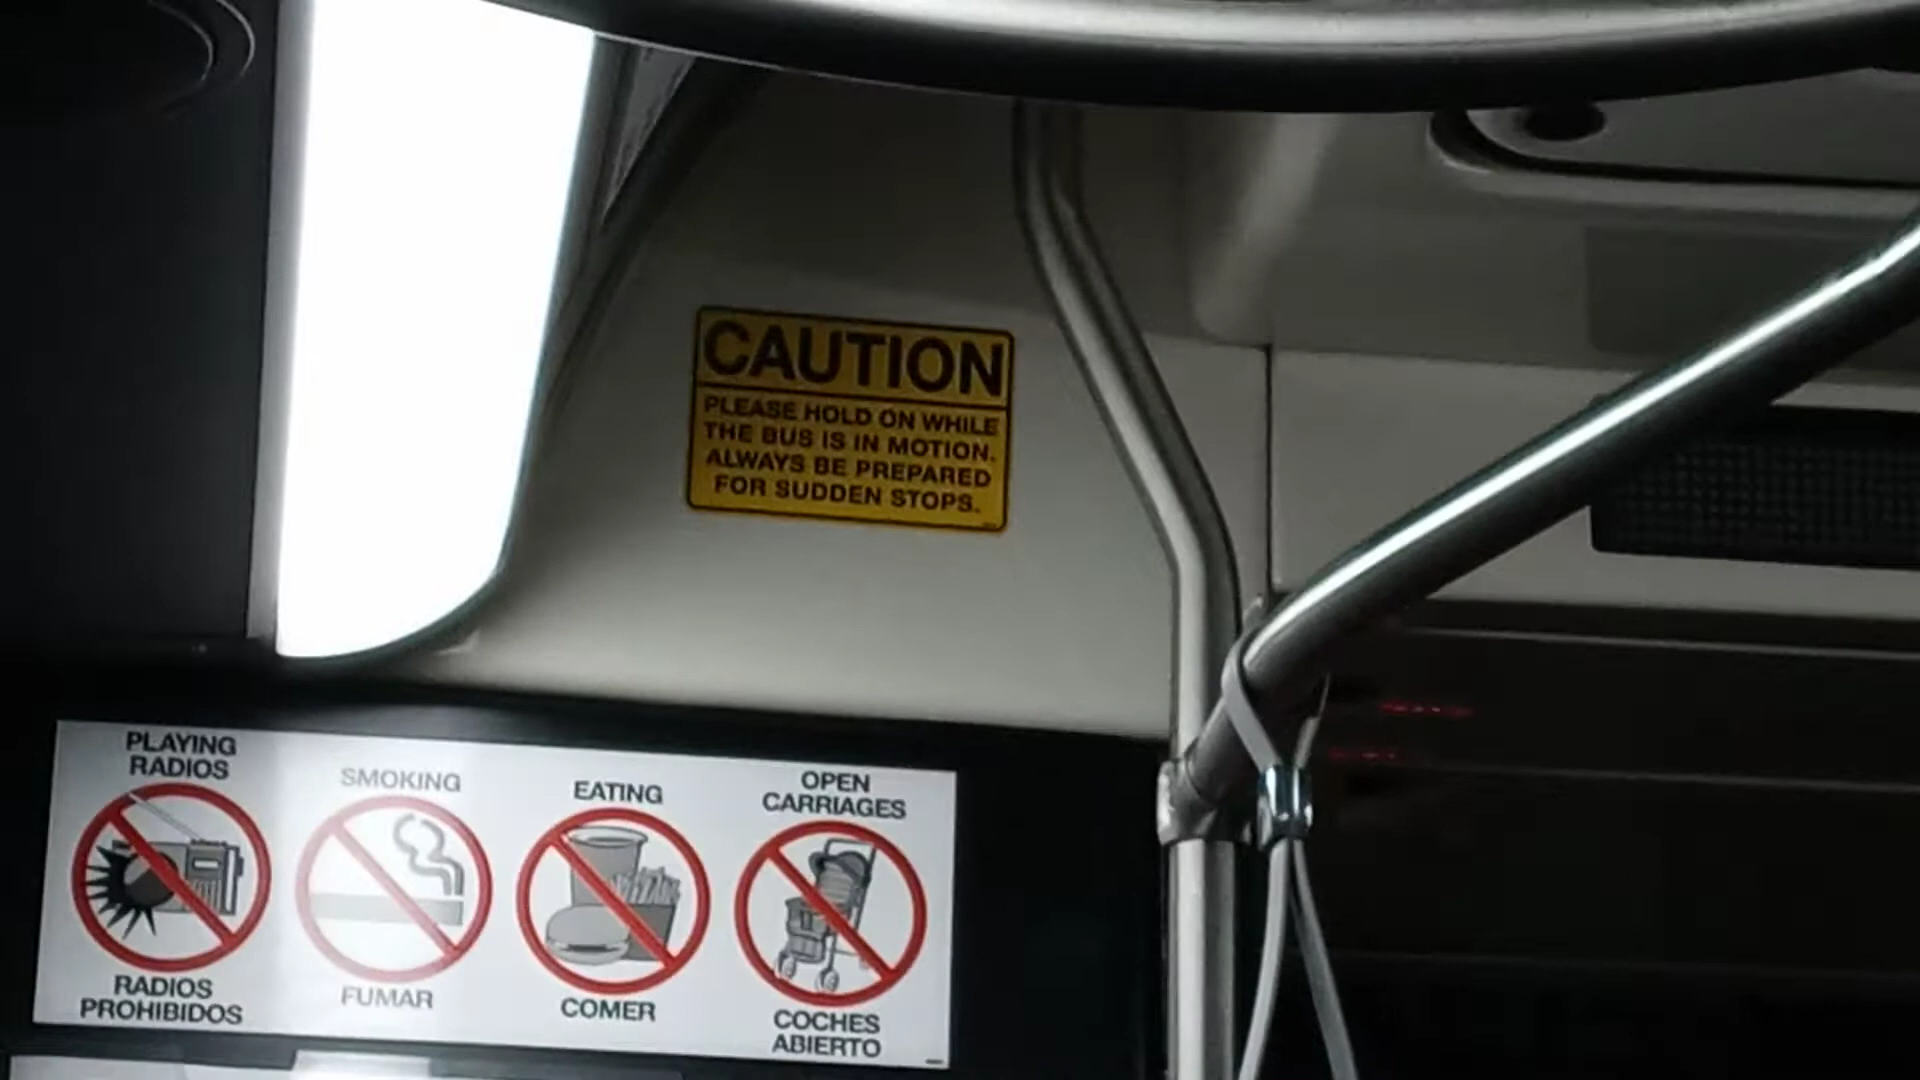 CAUTION
PLEASE HOLD ON WHILE
THE BUS IS IN MOTION.
ALWAYS BE PREPARED
FOR SUDDEN STOPS.
PLAYING
RADIOS
RADIOS
PROHIBIDOS
SMOKING
FUMAR
EATING
COMER
OPEN
CARRIAGES
COCHES
ABIERTO